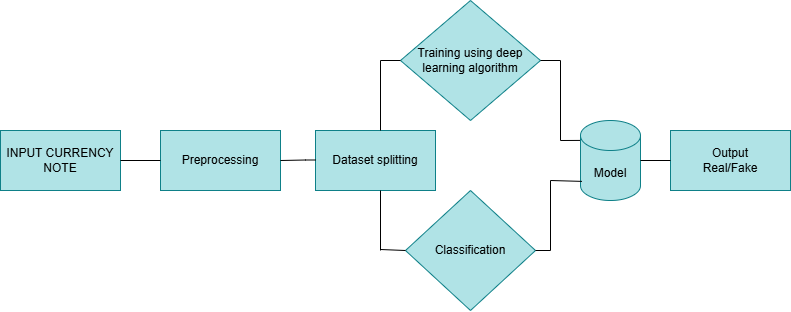 Training using deep
learning algorithm
INPUT CURRENCY
NOTE
Preprocessing
Dataset splitting
Model
Output
Real/Fake
Classification